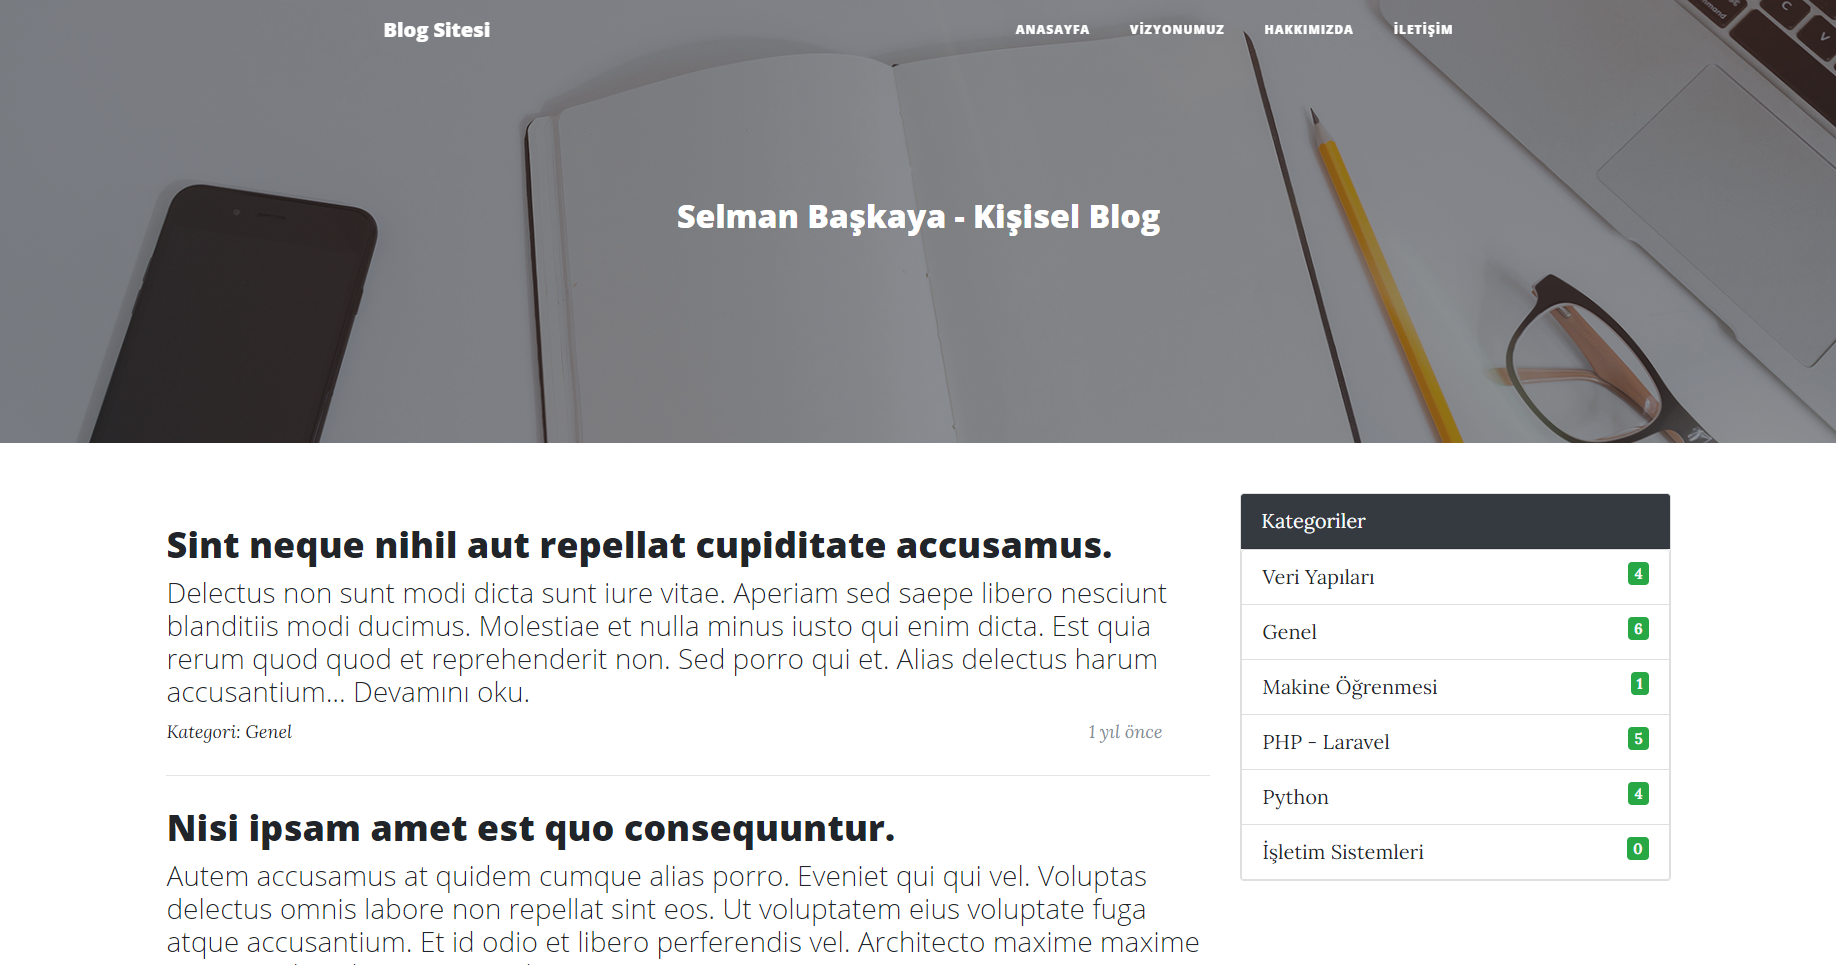 Blog Sitesi
ANASAYFA VİZYONUMUZ HAKKIMIZDA İLETİŞİM
command
C
V
Selman Başkaya - Kişisel Blog
Sint neque nihil aut repellat cupiditate accusamus.
Delectus non sunt modi dicta sunt iure vitae. Aperiam sed saepe libero nesciunt
blanditiis modi ducimus. Molestiae et nulla minus iusto qui enim dicta. Est quia
rerum quod quod et reprehenderit non. Sed porro qui et. Alias delectus harum
accusantium... Devamını oku.
Kategori: Genel 1 yıl önce
Nisi ipsam amet est quo consequuntur.
Autem accusamus at quidem cumque alias porro. Eveniet qui qui vel. Voluptas
delectus omnis labore non repellat sint eos. Ut voluptatem eius voluptate fuga
atque accusantium. Et id odio et libero perferendis vel. Architecto maxime maxime
Kategoriler
Veri Yapıları 4
Genel 6
Makine Öğrenmesi 1
PHP - Laravel 5
Python 4
İşletim Sistemleri 0